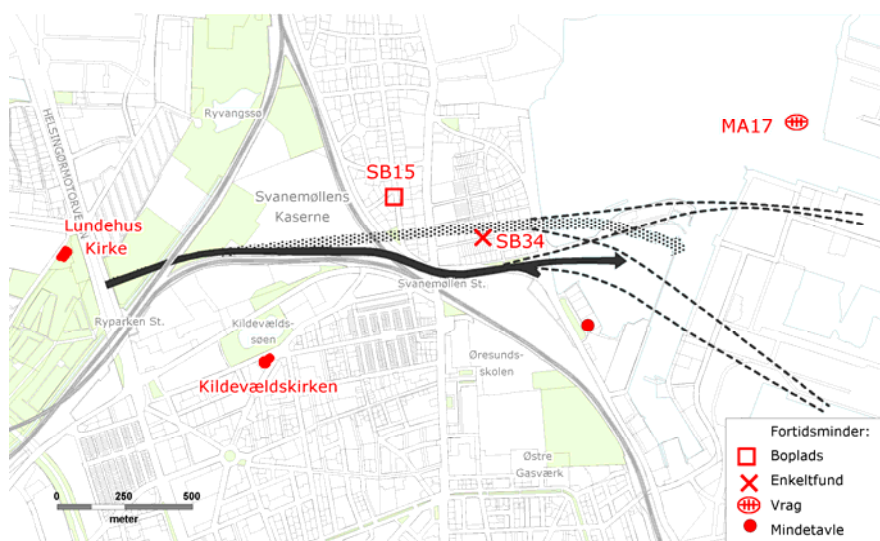 HELSINGØRMOTORVEJEN
Ryvangssø
MA17
SB15
Svanemøllens
Kaserne
Lundehus
Kirke
SB34
Svanemøllen St.
Ryparken St.
Kildevælds-
søen
Øresunds-
skolen
Kildevældskirken
Østre
Gasværk
0 250 500
meter
Fortidsminder:
Boplads
Enkeltfund
Vrag
Mindetavle